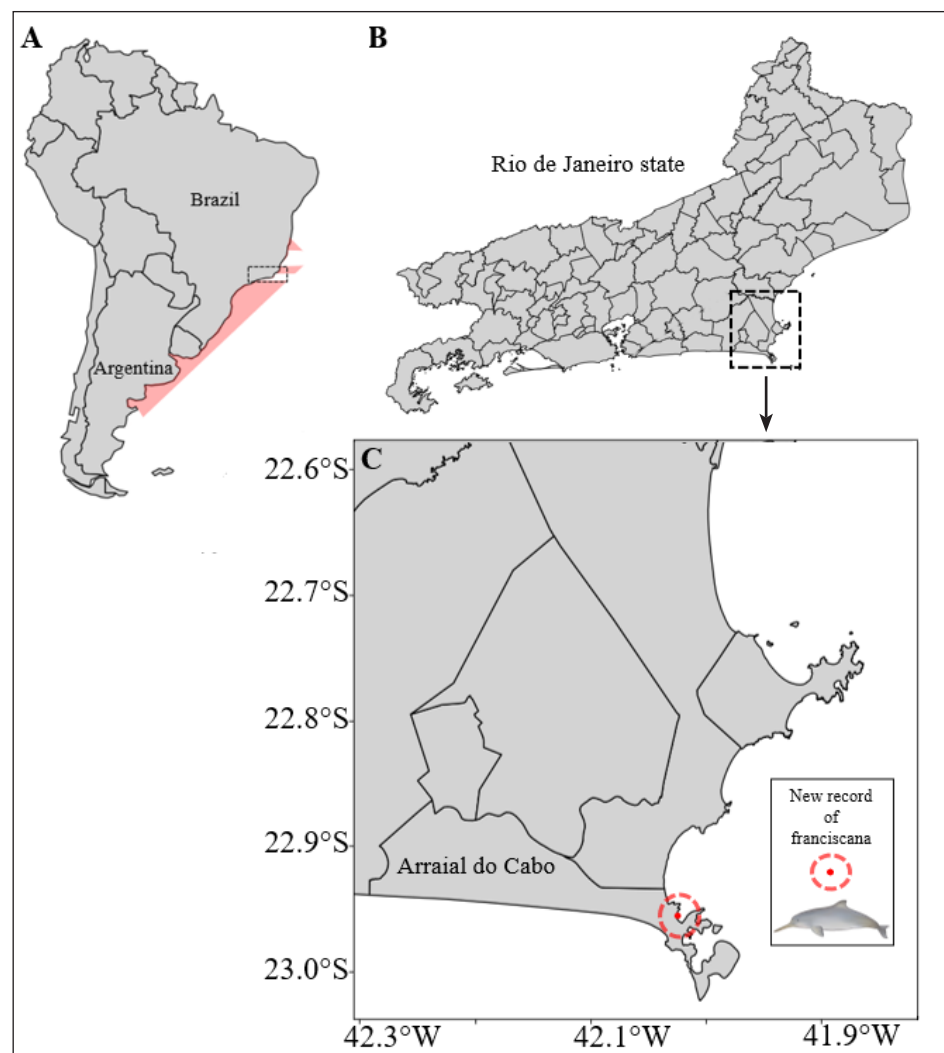 A
B
Rio de Janeiro state
Brazil
Argentina
C
22.6°S
22.7°S
22.8°S
22.9°S
23.0°S
New record
of
franciscana
Arraial do Cabo
42.3°W
42.1°W
41.9°W